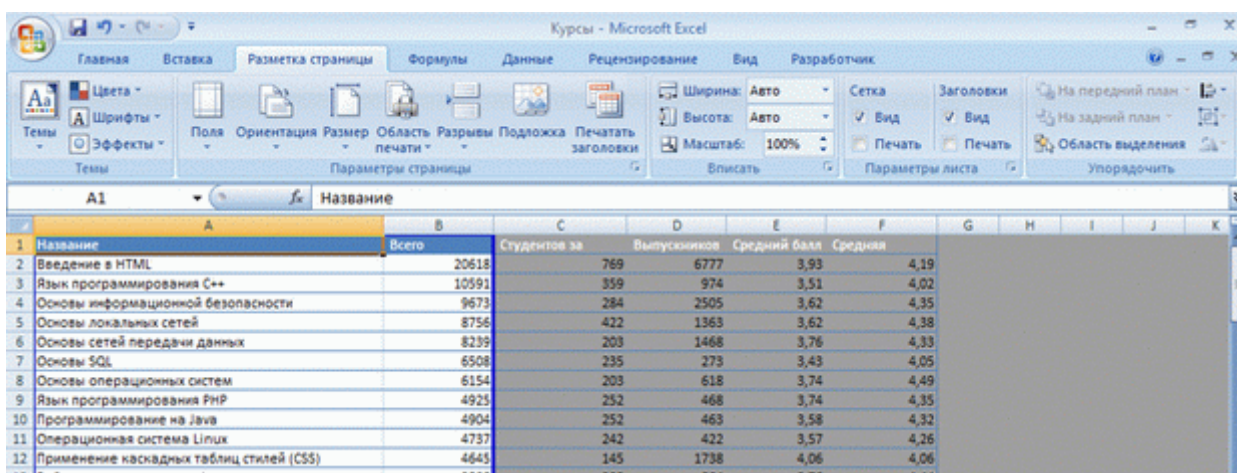 Курсы - Microsoft Excel
Главная Вставка Разметка страницы Формулы Данные Рецензирование Вид Разработчик
Цвета Ширина: Авто Сетка Заголовки На передний план
Шрифты Высота: Авто Вид Вид На задний план
Темы Эффекты Поля Ориентация Размер Область печати Разрывы Подложка Печатать заголовки Масштаб: 100% Печать Печать Область выделения
Темы Параметры страницы Вписать Параметры листа Упорядочить
A1 fx Название
A B C D E F G H I J K
1 Название Всего Студентов за Выпускников Средний балл Средняя
2 Введение в HTML 20618 769 6777 3,93 4,19
3 Язык программирования C++ 10591 359 974 3,51 4,02
4 Основы информационной безопасности 9673 284 2505 3,62 4,35
5 Основы локальных сетей 8756 422 1363 3,62 4,38
6 Основы сетей передачи данных 8239 203 1468 3,76 4,33
7 Основы SQL 6508 235 273 3,43 4,05
8 Основы операционных систем 6154 203 618 3,74 4,49
9 Язык программирования PHP 4925 252 468 3,74 4,35
10 Программирование на Java 4904 252 463 3,58 4,32
11 Операционная система Linux 4737 242 422 3,57 4,26
12 Применение каскадных таблиц стилей (CSS) 4645 145 1738 4,06 4,06